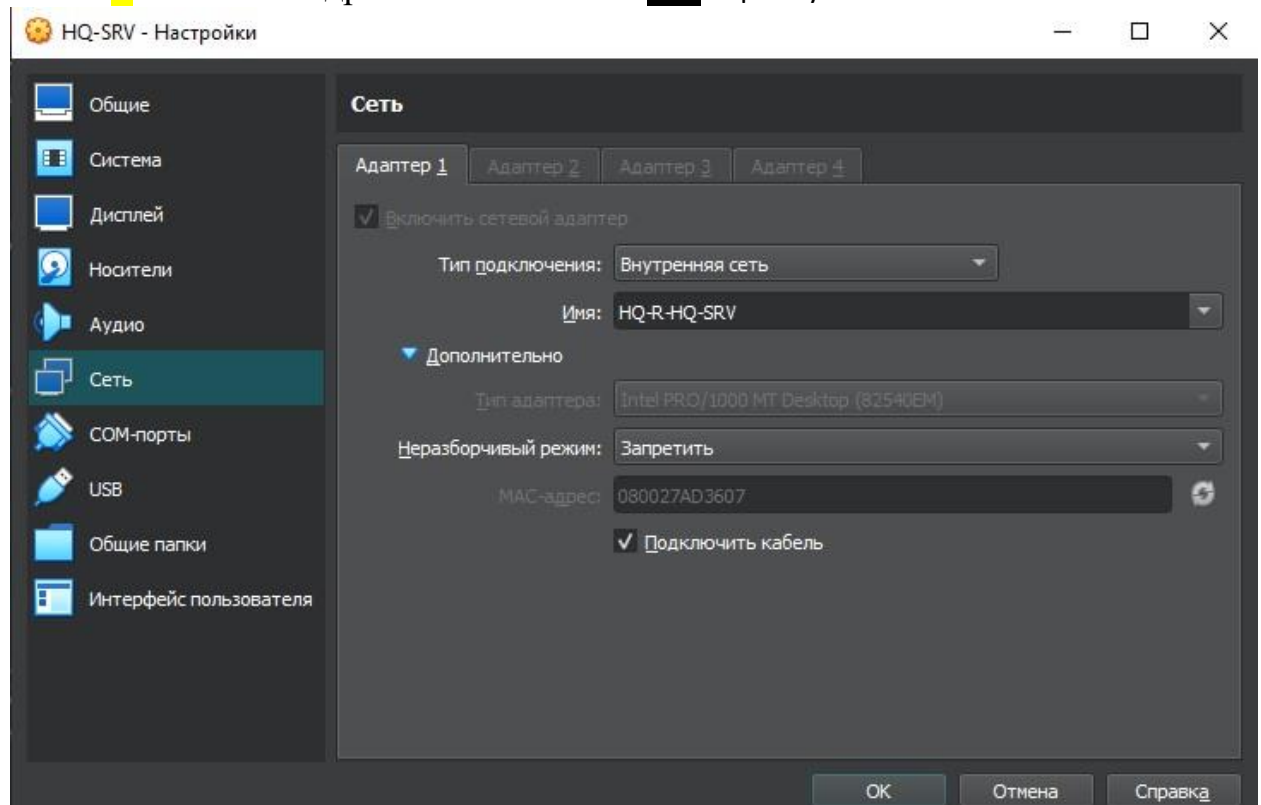 HQ-SRV - Настройки
Общие
Система
Дисплей
Носители
Аудио
Сеть
COM-порты
USB
Общие папки
Интерфейс пользователя
Сеть
Адаптер 1 Адаптер 2 Адаптер 3 Адаптер 4
Включить сетевой адаптер
Тип подключения: Внутренняя сеть
Имя: HQ-R-HQ-SRV
Дополнительно
Тип адаптера: Intel PRO/1000 MT Desktop (82540EM)
Неразборчивый режим: Запретить
MAC-адрес: 080027AD3607
Подключить кабель
OK Отмена Справка